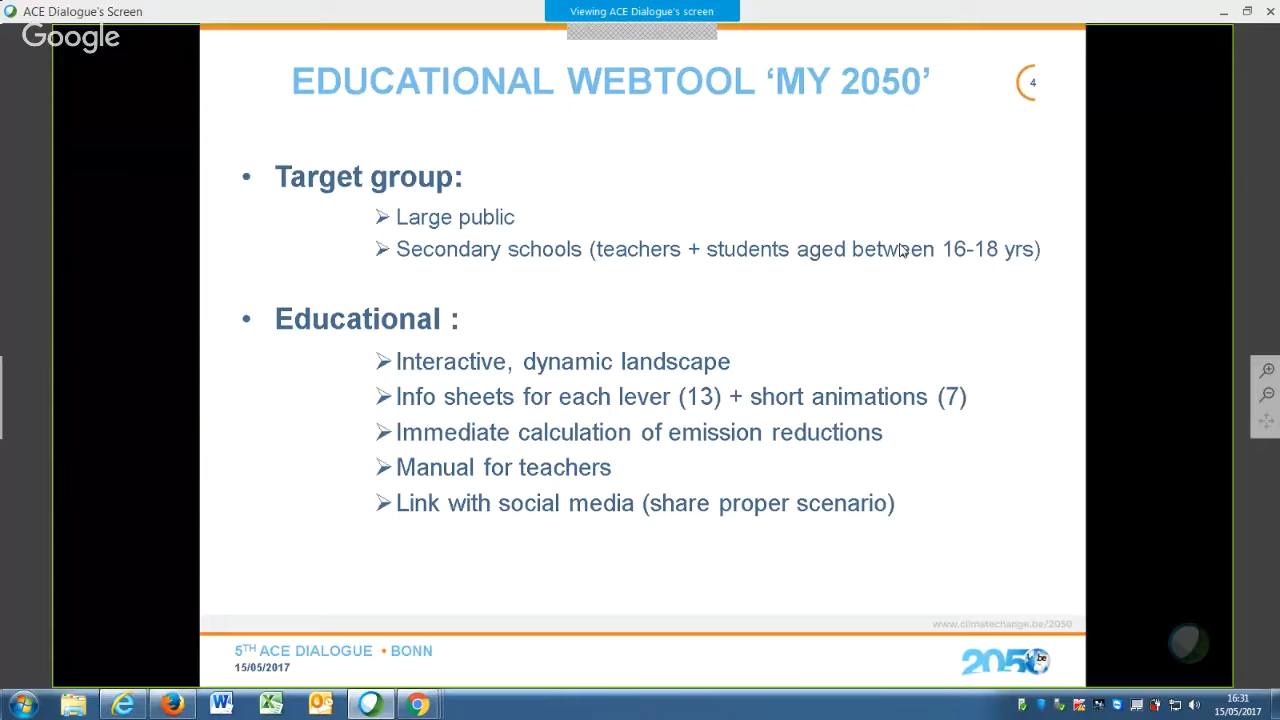 ACE Dialogue's Screen
Viewing ACE Dialogue's screen
Google
EDUCATIONAL WEBTOOL ‘MY 2050’
4
• Target group:
➢ Large public
➢ Secondary schools (teachers + students aged between 16-18 yrs)
• Educational :
➢ Interactive, dynamic landscape
➢ Info sheets for each lever (13) + short animations (7)
➢ Immediate calculation of emission reductions
➢ Manual for teachers
➢ Link with social media (share proper scenario)
www.climatechange.be/2050
5TH ACE DIALOGUE • BONN
15/05/2017
2050 .be
16:31
15/05/2017